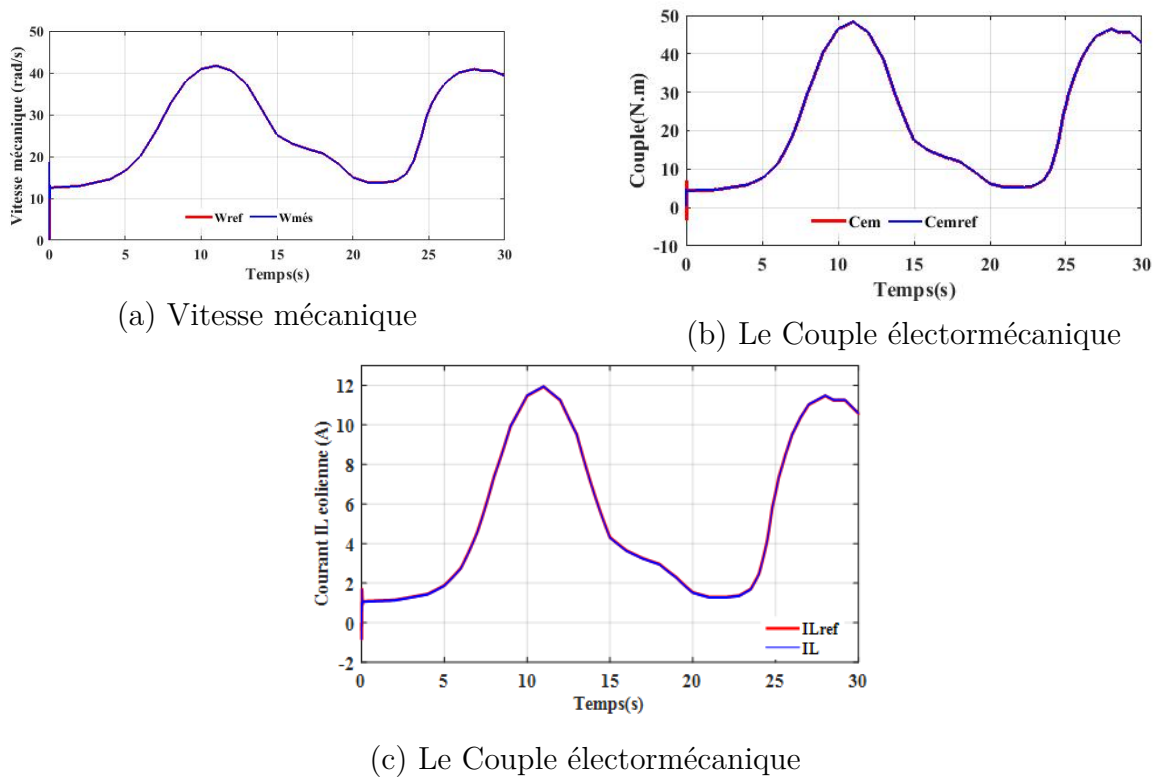 50
40
30
20
10
0
Vitesse mécanique (rad/s)
Wref Wmés
0 5 10 15 20 25 30
Temps(s)
(a) Vitesse mécanique
50
40
30
20
10
0
-10
Couple(N.m)
Cem Cemref
0 5 10 15 20 25 30
Temps(s)
(b) Le Couple électormécanique
12
10
8
6
4
2
0
-2
Courant IL eolienne (A)
ILref
IL
0 5 10 15 20 25 30
Temps(s)
(c) Le Couple électormécanique